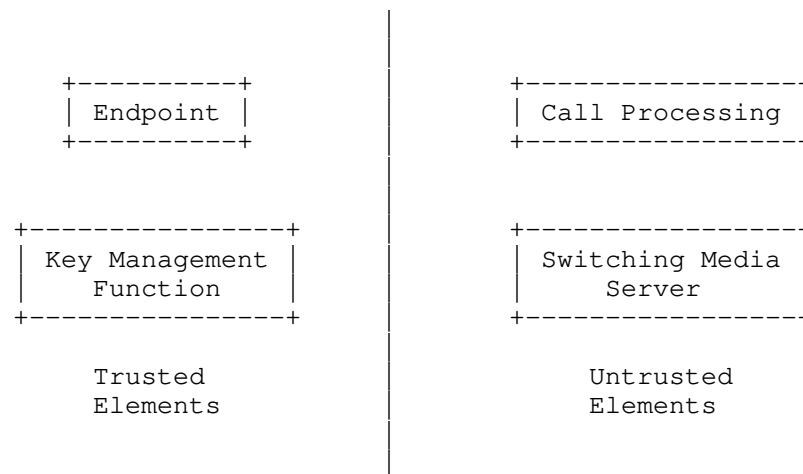 Endpoint
Call Processing
Key Management
Function
Switching Media
Server
Trusted
Elements
Untrusted
Elements